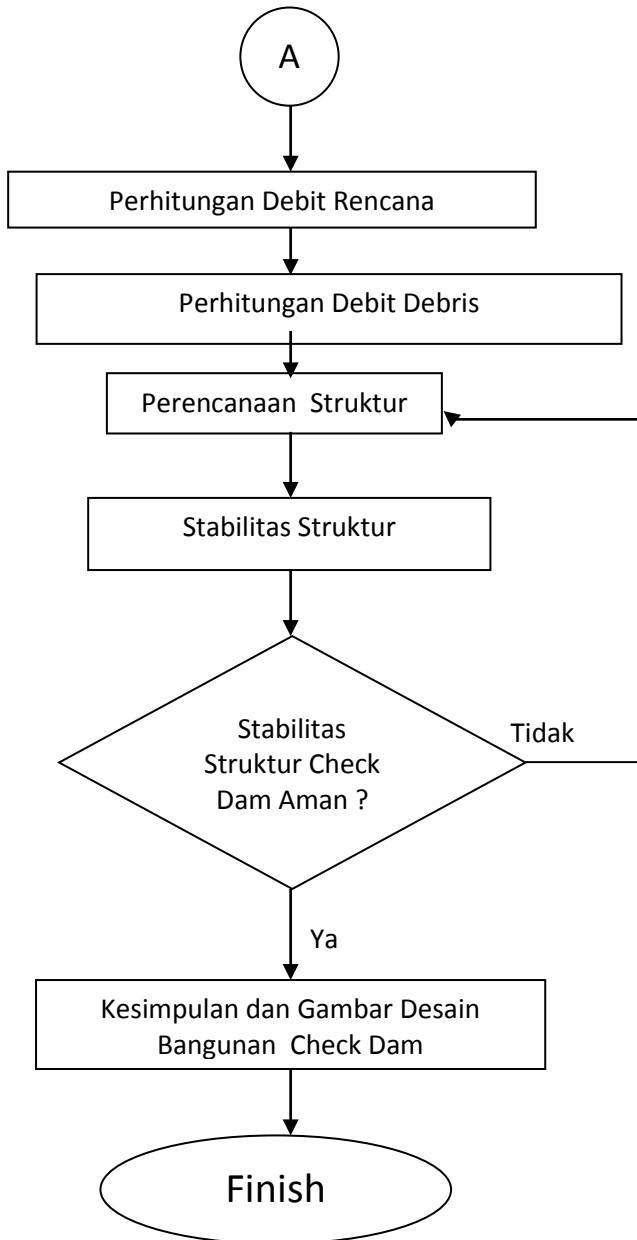 A
Perhitungan Debit Rencana
Perhitungan Debit Debris
Perencanaan Struktur
Stabilitas Struktur
Stabilitas
Struktur Check
Dam Aman ?
Tidak
Ya
Kesimpulan dan Gambar Desain
Bangunan Check Dam
Finish